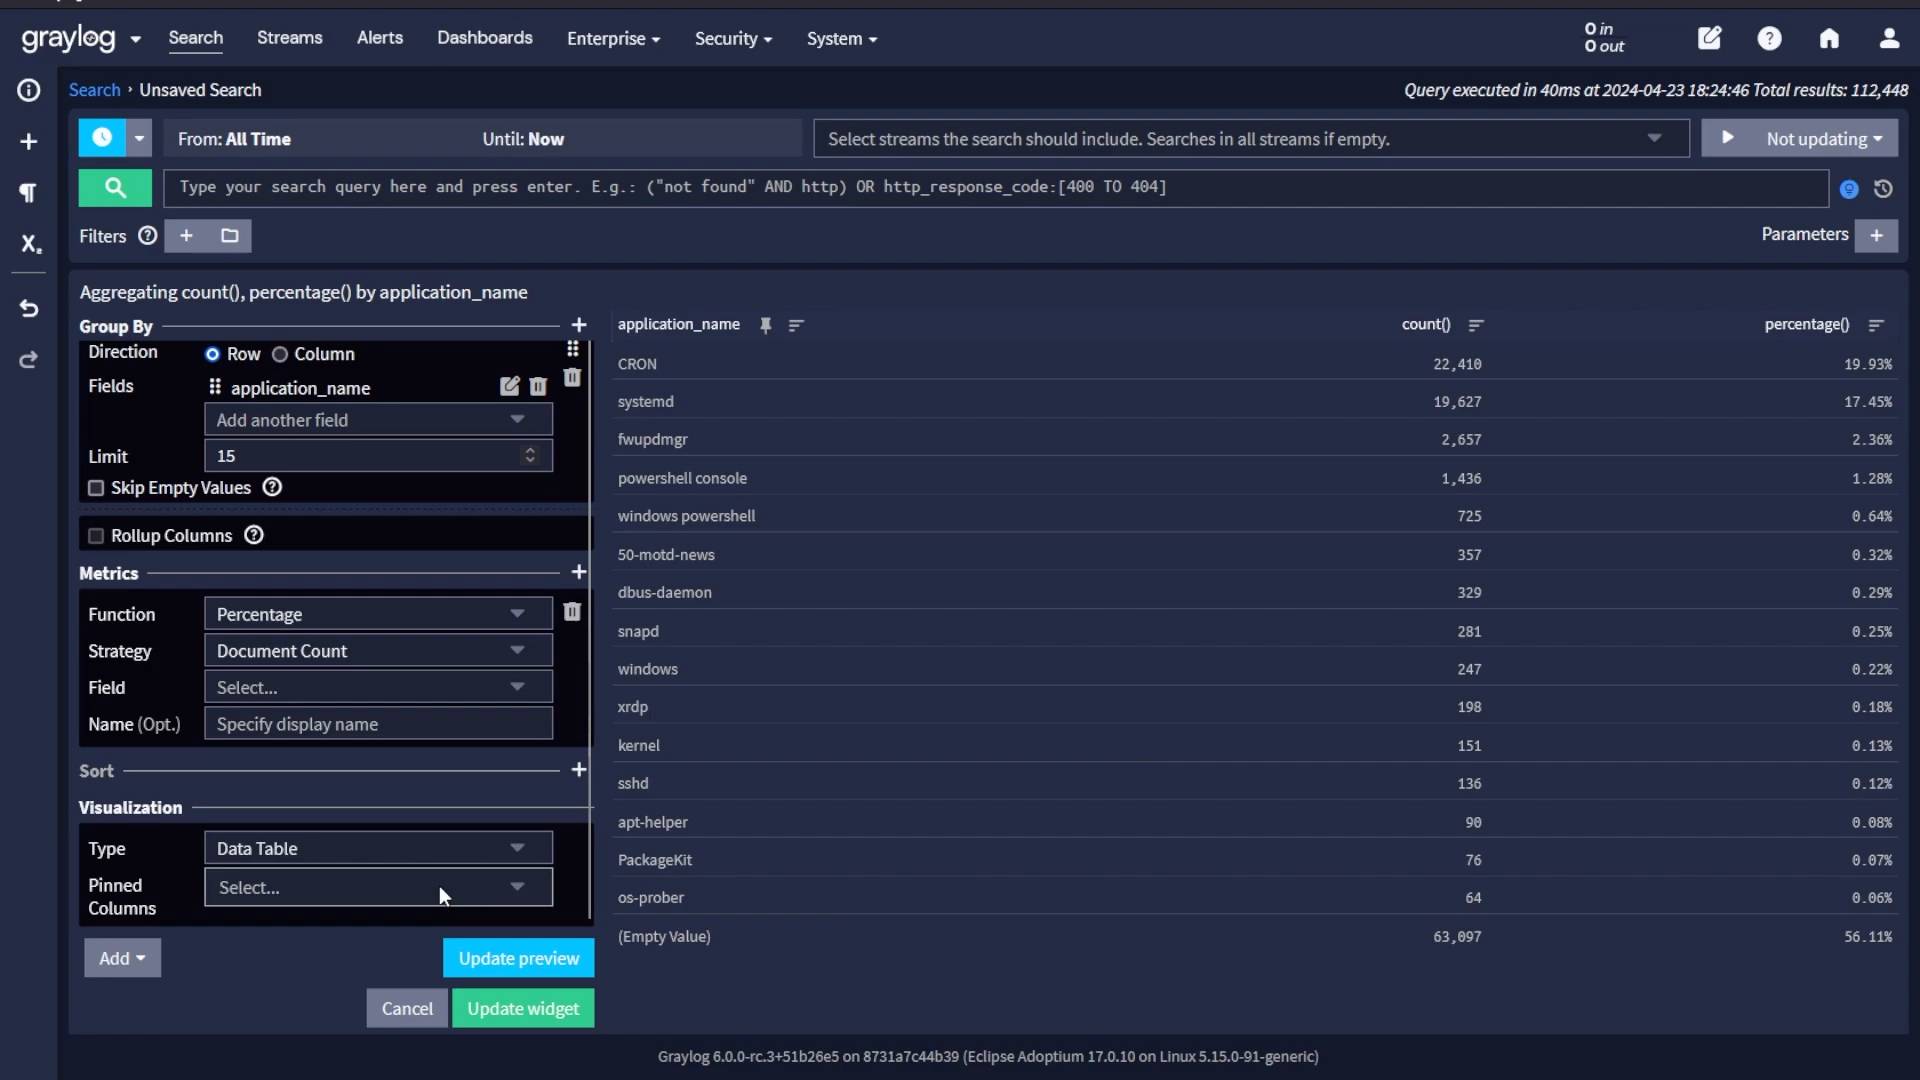 graylog Search Streams Alerts Dashboards Enterprise Security System 0 in
0 out
Search › Unsaved Search Query executed in 40ms at 2024-04-23 18:24:46 Total results: 112,448
From: All Time Until: Now Select streams the search should include. Searches in all streams if empty. Not updating
Type your search query here and press enter. E.g.: ("not found" AND http) OR http_response_code:[400 TO 404]
Filters Parameters
Aggregating count(), percentage() by application_name
Group By
Direction Row Column
Fields application_name
Add another field
Limit 15
Skip Empty Values
Rollup Columns
Metrics
Function Percentage
Strategy Document Count
Field Select...
Name (Opt.) Specify display name
Sort
Visualization
Type Data Table
Pinned Columns Select...
Add Update preview
Cancel Update widget
application_name count() percentage()
CRON 22,410 19.93%
systemd 19,627 17.45%
fwupdmgr 2,657 2.36%
powershell console 1,436 1.28%
windows powershell 725 0.64%
50-motd-news 357 0.32%
dbus-daemon 329 0.29%
snapd 281 0.25%
windows 247 0.22%
xrdp 198 0.18%
kernel 151 0.13%
sshd 136 0.12%
apt-helper 90 0.08%
PackageKit 76 0.07%
os-prober 64 0.06%
(Empty Value) 63,097 56.11%
Graylog 6.0.0-rc.3+51b26e5 on 8731a7c44b39 (Eclipse Adoptium 17.0.10 on Linux 5.15.0-91-generic)